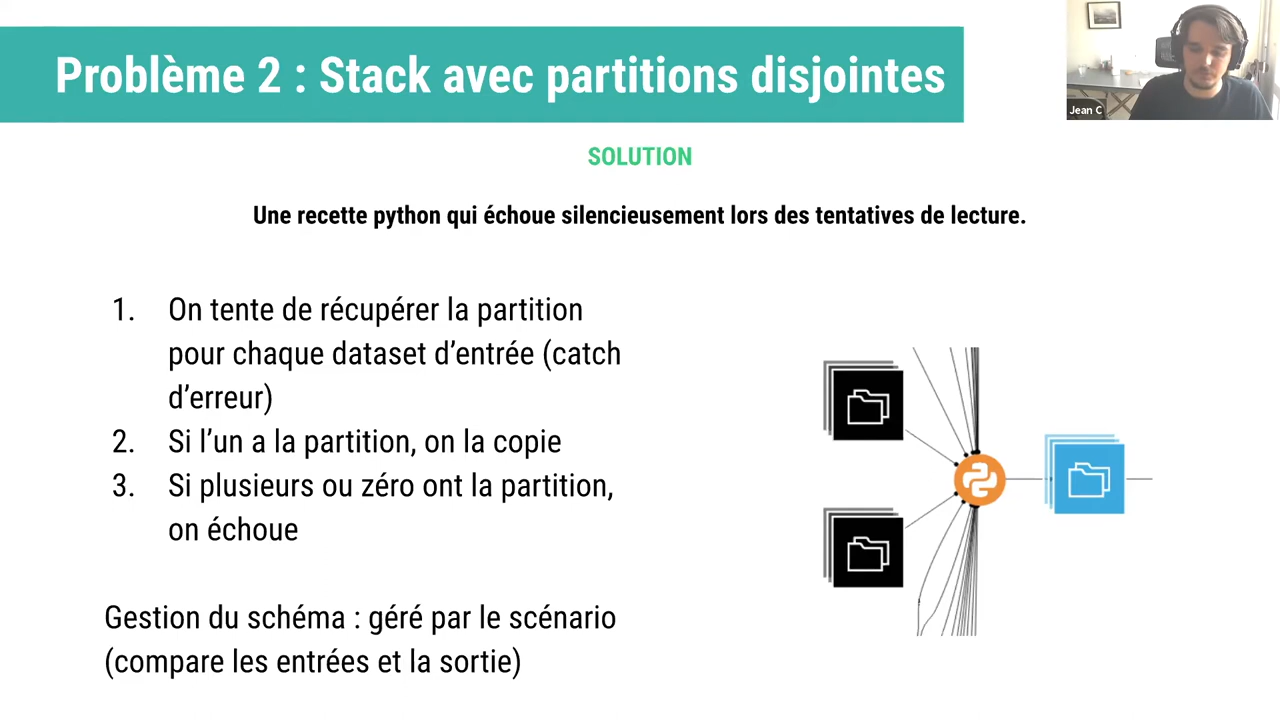 Problème 2 : Stack avec partitions disjointes
Jean C
SOLUTION
Une recette python qui échoue silencieusement lors des tentatives de lecture.
1. On tente de récupérer la partition
pour chaque dataset d’entrée (catch
d’erreur)
2. Si l’un a la partition, on la copie
3. Si plusieurs ou zéro ont la partition,
on échoue
Gestion du schéma : géré par le scénario
(compare les entrées et la sortie)